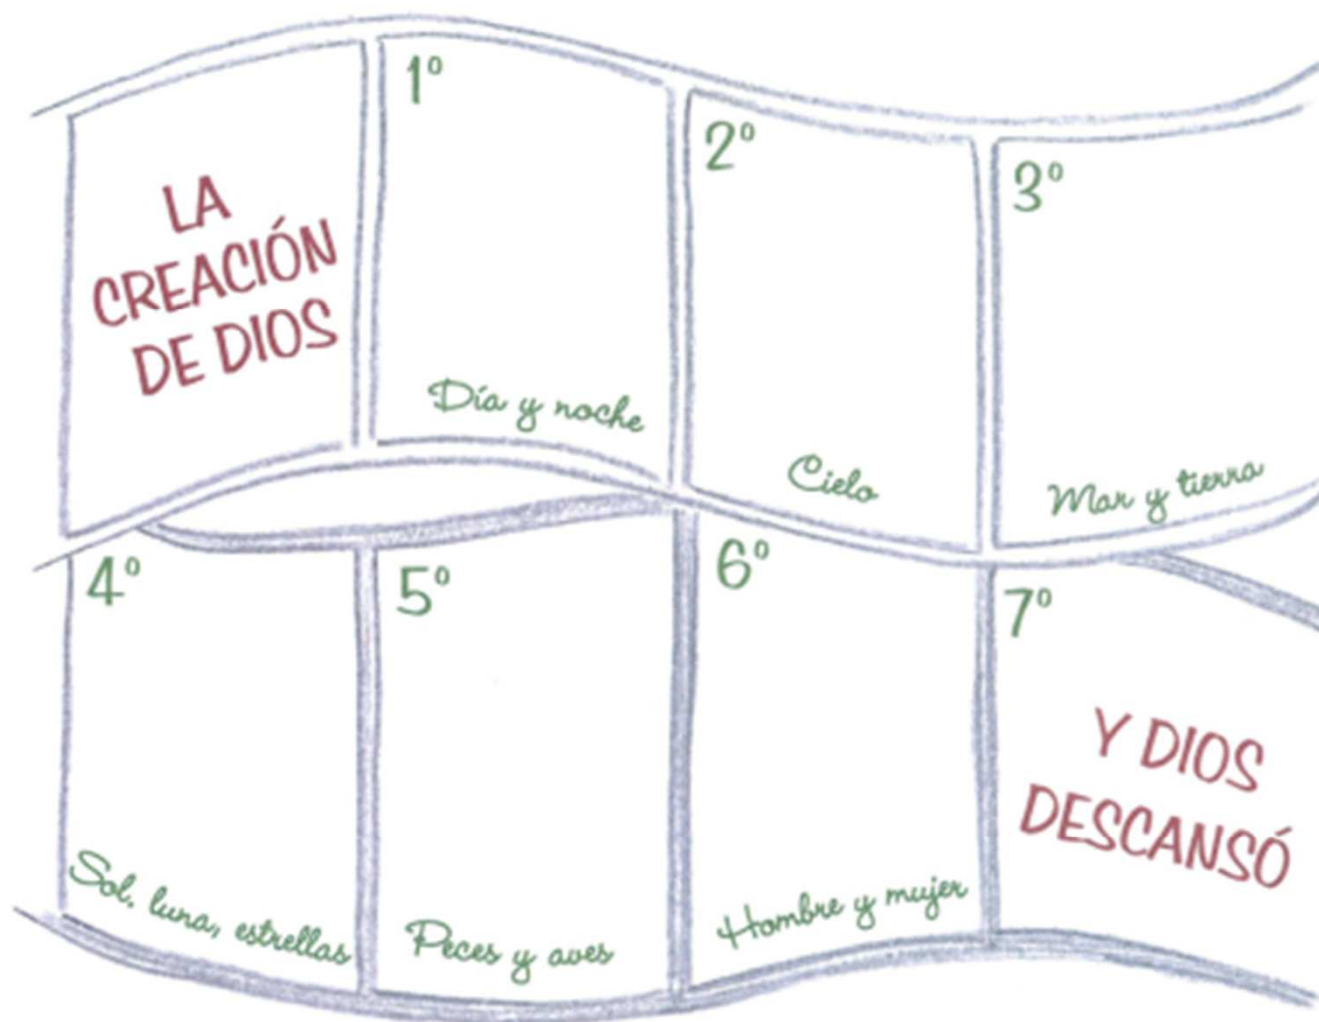 LA
CREACIÓN
DE DIOS
1º
Día y noche
2º
Cielo
3º
Mar y tierra
4º
Sol, luna, estrellas
5º
Peces y aves
6º
Hombre y mujer
7º
Y DIOS
DESCANSÓ